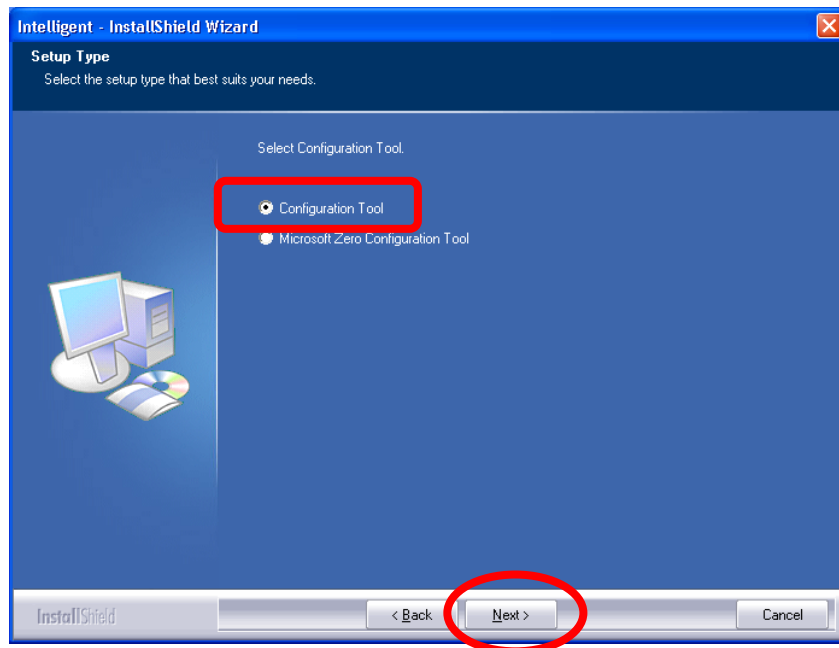 Intelligent - InstallShield Wizard
Setup Type
Select the setup type that best suits your needs.
Select Configuration Tool.
Configuration Tool
Microsoft Zero Configuration Tool
InstallShield
< Back
Next >
Cancel